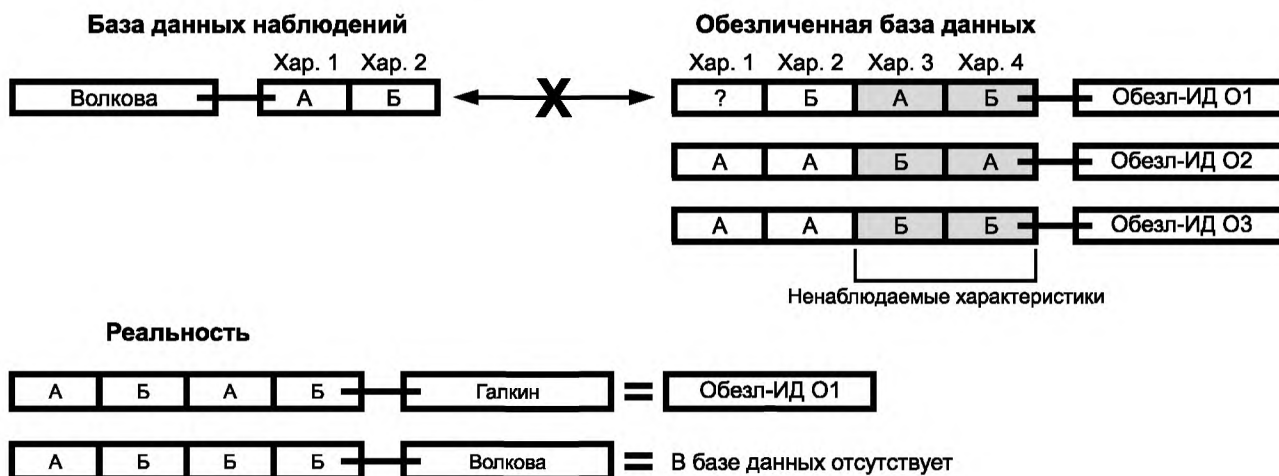 База данных наблюдений
Обезличенная база данных
Хар. 1 Хар. 2
Хар. 1 Хар. 2 Хар. 3 Хар. 4
Волкова А Б
? Б А Б Обезл-ИД О1
А А Б А Обезл-ИД О2
А А Б Б Обезл-ИД О3
Ненаблюдаемые характеристики
Реальность
А Б А Б Галкин = Обезл-ИД О1
А Б Б Б Волкова = В базе данных отсутствует